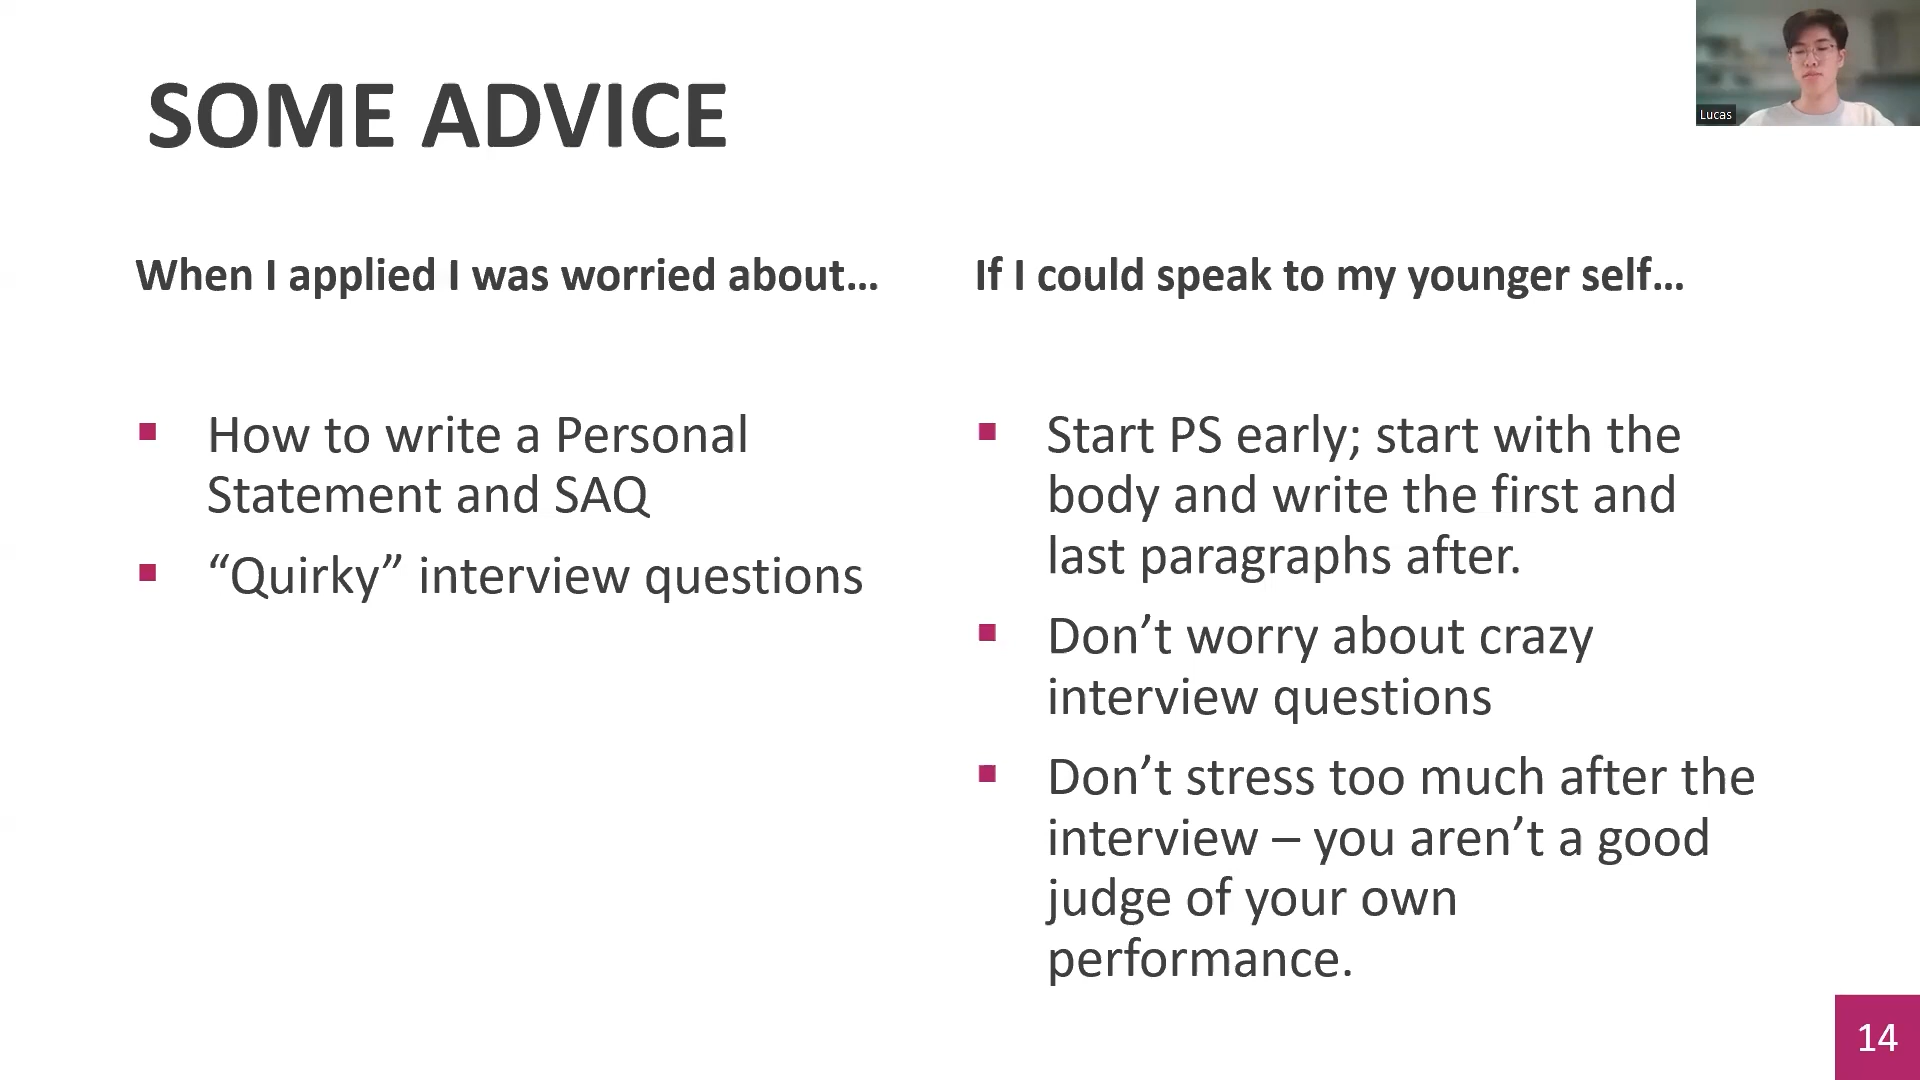 SOME ADVICE
Lucas
When I applied I was worried about…
How to write a Personal
Statement and SAQ
“Quirky” interview questions
If I could speak to my younger self…
Start PS early; start with the
body and write the first and
last paragraphs after.
Don’t worry about crazy
interview questions
Don’t stress too much after the
interview – you aren’t a good
judge of your own
performance.
14